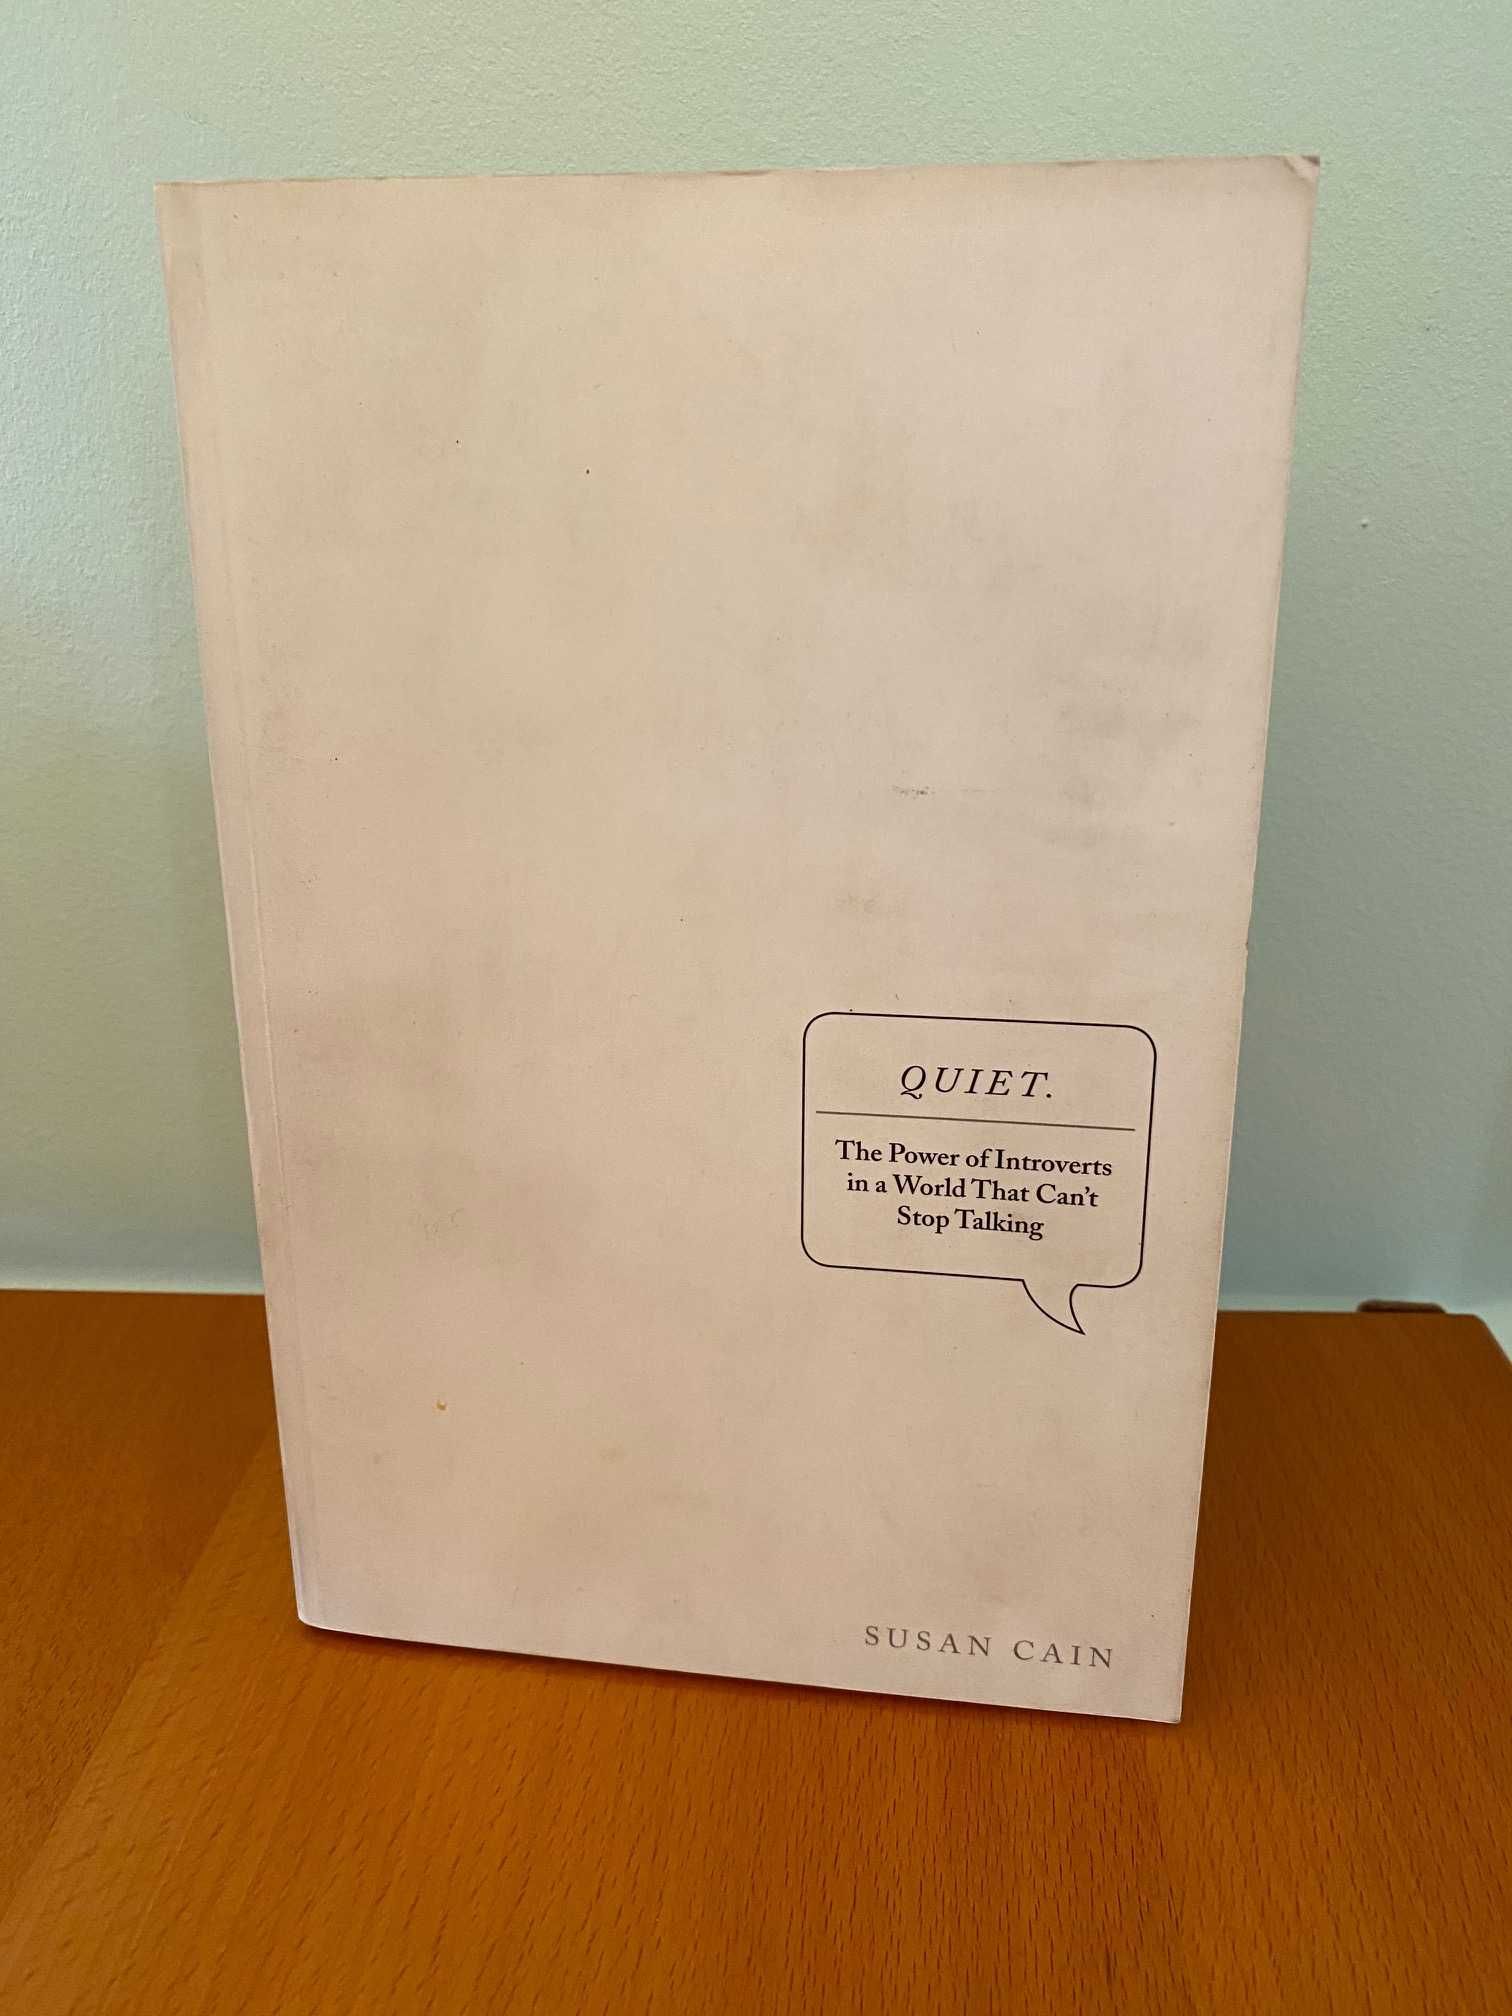 QUIET.
The Power of Introverts
in a World That Can't
Stop Talking
SUSAN CAIN